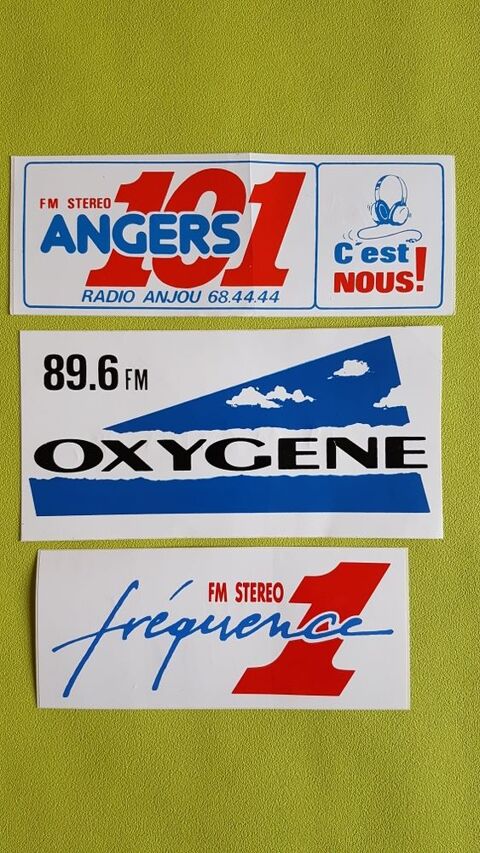 FM STEREO
101
ANGERS
RADIO ANJOU 68.44.44
C'est
NOUS!
89.6 FM
OXYGENE
FM STEREO
fréquence 1